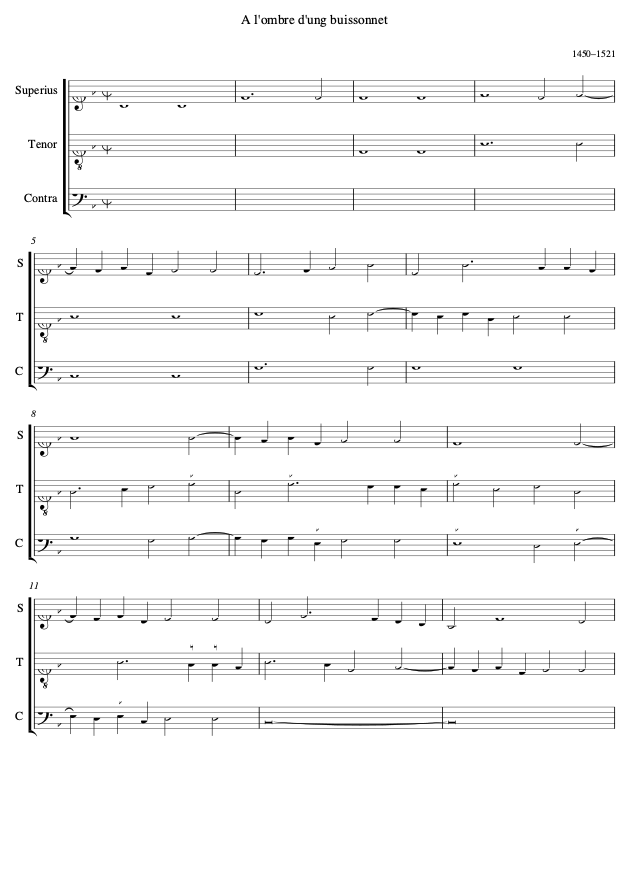 A l'ombre d'ung buissonnet
1450–1521
Superius
Tenor
Contra
5
S
T
C
8
S
T
C
11
S
T
C